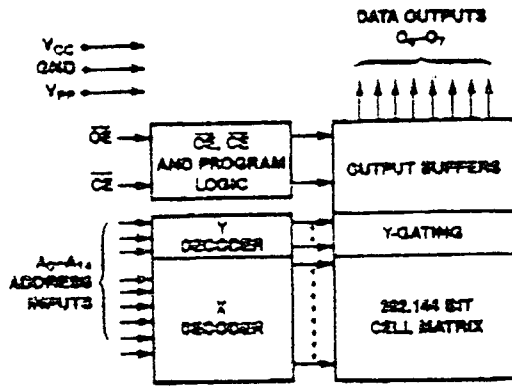 DATA OUTPUTS
O₀–O₇
VCC
GND
VPP
OE
CE
OE, CE
AND PROGRAM
LOGIC
OUTPUT BUFFERS
Y
DECODER
Y-GATING
A₀–A₁₄
ADDRESS
INPUTS
X
DECODER
262,144 BIT
CELL MATRIX